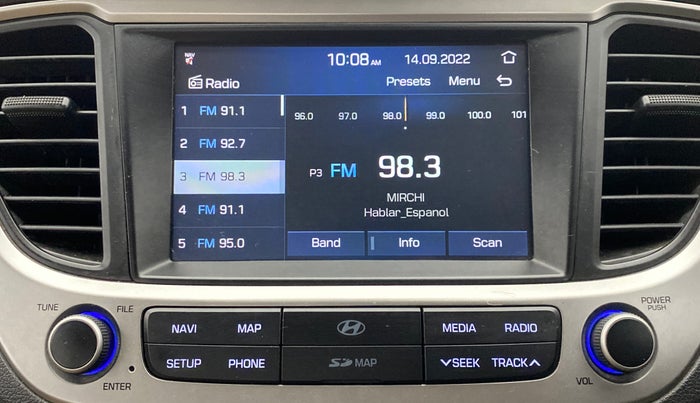 NAV
10:08 AM 14.09.2022
Radio Presets Menu
1 FM 91.1
2 FM 92.7
3 FM 98.3
4 FM 91.1
5 FM 95.0
96.0 97.0 98.0 99.0 100.0 101
P3 FM 98.3
MIRCHI
Hablar_Espanol
Band Info Scan
TUNE FILE
ENTER
NAVI MAP
SETUP PHONE
SD MAP
MEDIA RADIO
SEEK TRACK
POWER
PUSH
VOL